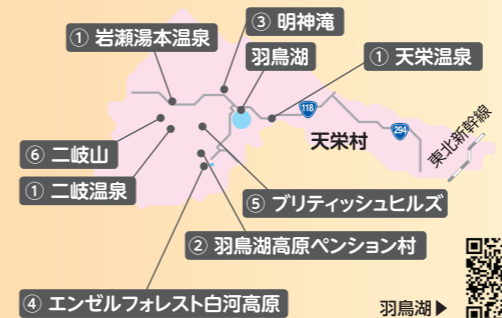 ③ 明神滝
① 岩瀬湯本温泉
羽鳥湖
① 天栄温泉
118
天栄村
294
東北新幹線
⑥ 二岐山
① 二岐温泉
⑤ ブリティッシュヒルズ
② 羽鳥湖高原ペンション村
④ エンゼルフォレスト白河高原
羽鳥湖▶